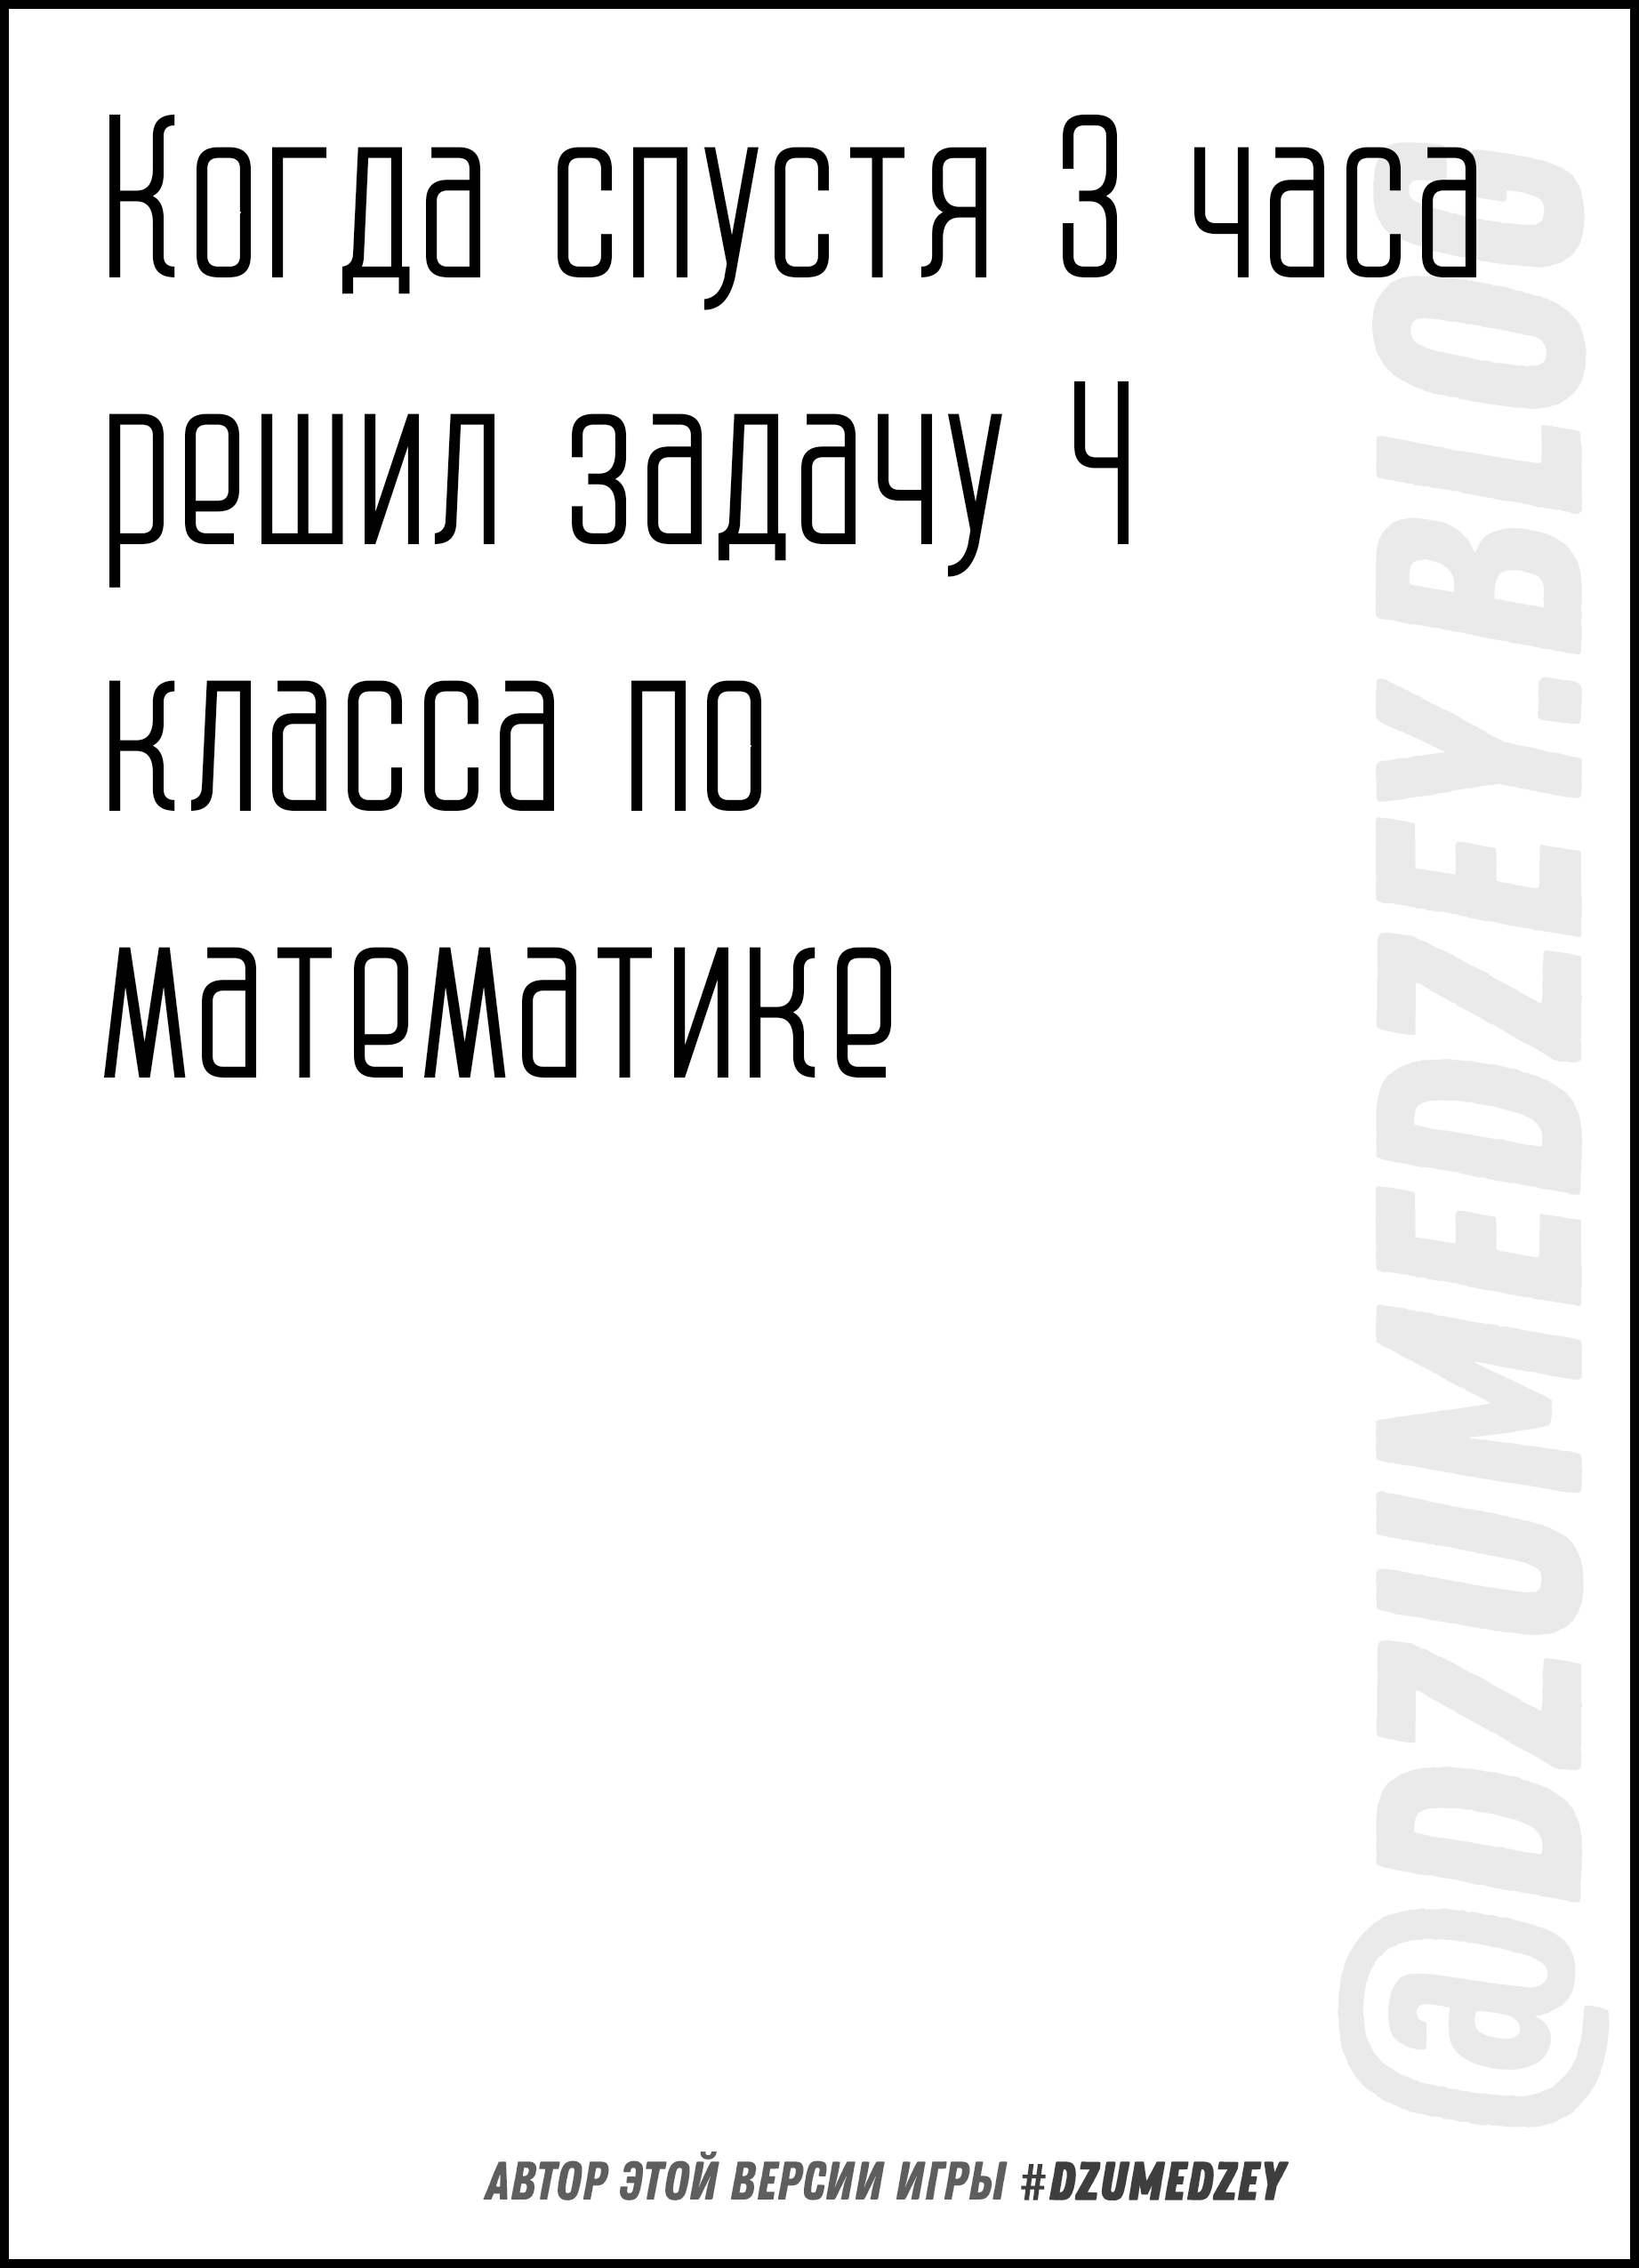 Когда спустя 3 часа
решил задачу 4
класса по
математике
@DZUMEDZEY.BLOG
АВТОР ЭТОЙ ВЕРСИИ ИГРЫ #DZUMEDZEY